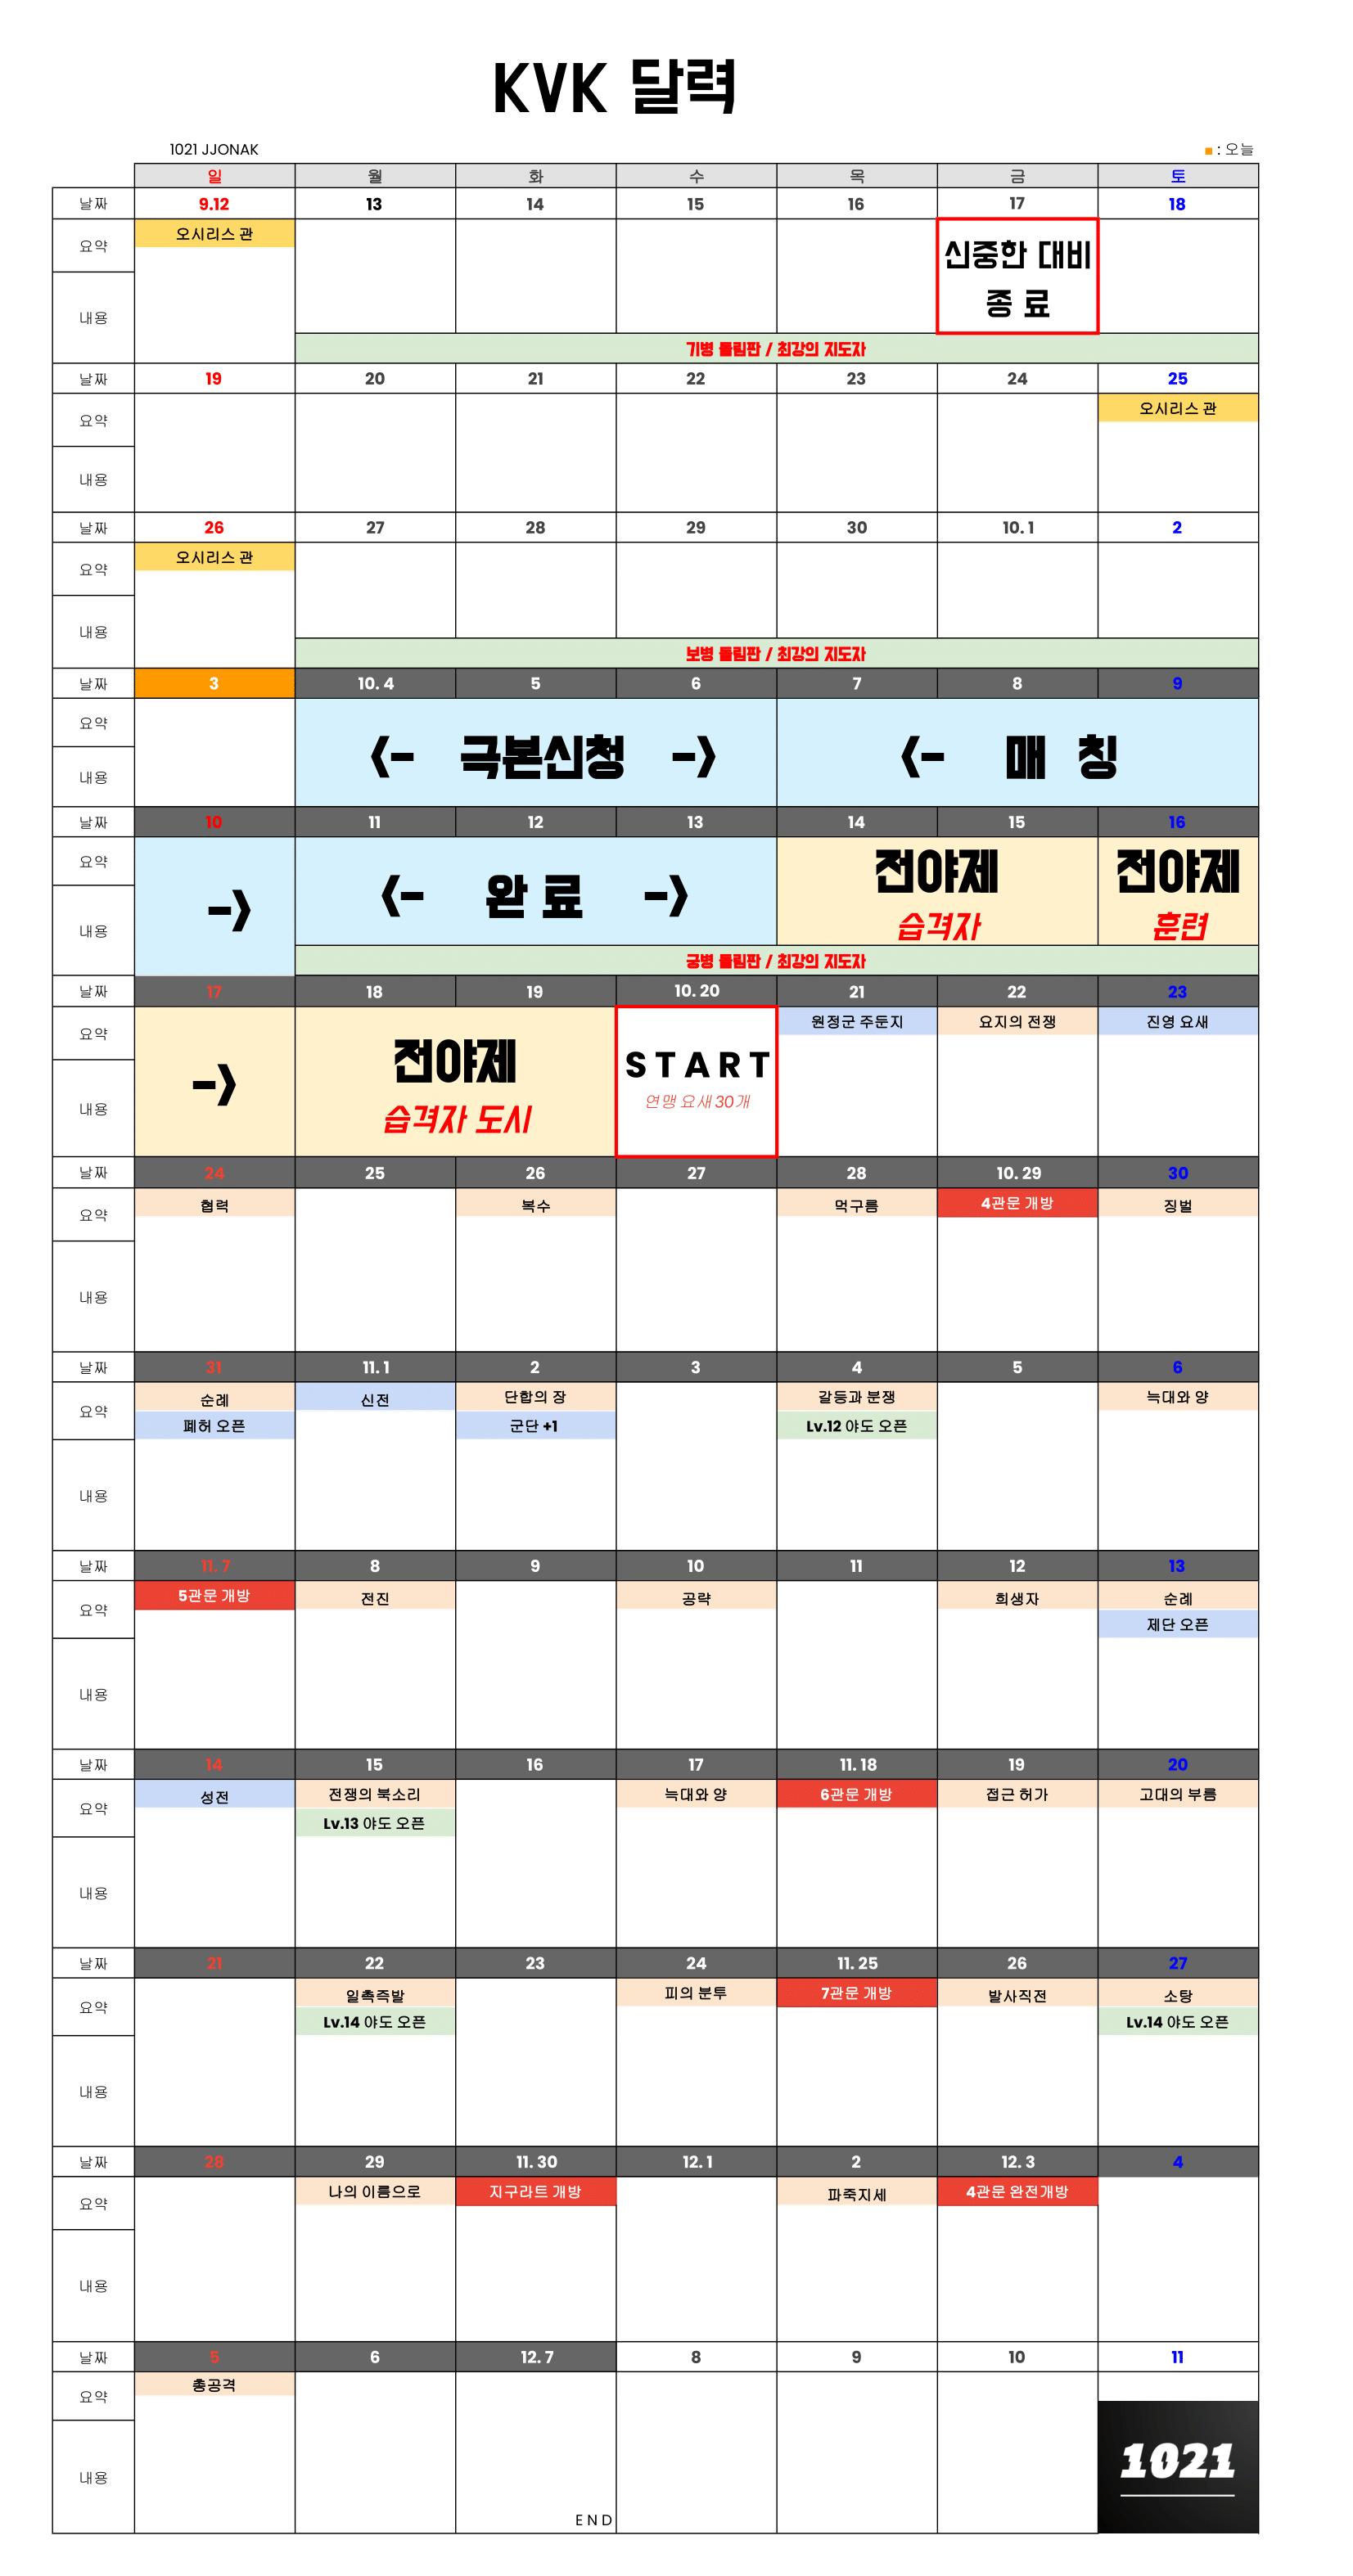 KVK 달력
1021 JJONAK
: 오늘
일 월 화 수 목 금 토
날짜 9.12 13 14 15 16 17 18
요약 오시리스 관 신중한 대비
종 료
내용
기병 돌림판 / 최강의 지도자
날짜 19 20 21 22 23 24 25
요약 오시리스 관
내용
날짜 26 27 28 29 30 10. 1 2
요약 오시리스 관
내용
보병 돌림판 / 최강의 지도자
날짜 3 10. 4 5 6 7 8 9
요약
<- 극본신청 -> <- 매 칭
내용
날짜 10 11 12 13 14 15 16
요약 전야제 전야제
-> <- 완 료 ->
내용 습격자 훈련
궁병 돌림판 / 최강의 지도자
날짜 17 18 19 10. 20 21 22 23
요약 원정군 주둔지 요지의 전쟁 진영 요새
-> 전야제 START
내용 습격자 도시 연맹 요새 30개
날짜 24 25 26 27 28 10. 29 30
요약 협력 복수 먹구름 4관문 개방 징벌
내용
날짜 31 11. 1 2 3 4 5 6
요약 순례 신전 단합의 장 갈등과 분쟁 늑대와 양
폐허 오픈 군단 +1 Lv.12 야도 오픈
내용
날짜 11. 7 8 9 10 11 12 13
요약 5관문 개방 전진 공략 희생자 순례
제단 오픈
내용
날짜 14 15 16 17 11. 18 19 20
요약 성전 전쟁의 북소리 늑대와 양 6관문 개방 접근 허가 고대의 부름
Lv.13 야도 오픈
내용
날짜 21 22 23 24 11. 25 26 27
요약 일촉즉발 피의 분투 7관문 개방 발사직전 소탕
Lv.14 야도 오픈 Lv.14 야도 오픈
내용
날짜 28 29 11. 30 12. 1 2 12. 3 4
요약 나의 이름으로 지구라트 개방 파죽지세 4관문 완전개방
내용
날짜 5 6 12. 7 8 9 10 11
요약 총공격
내용
1021
END